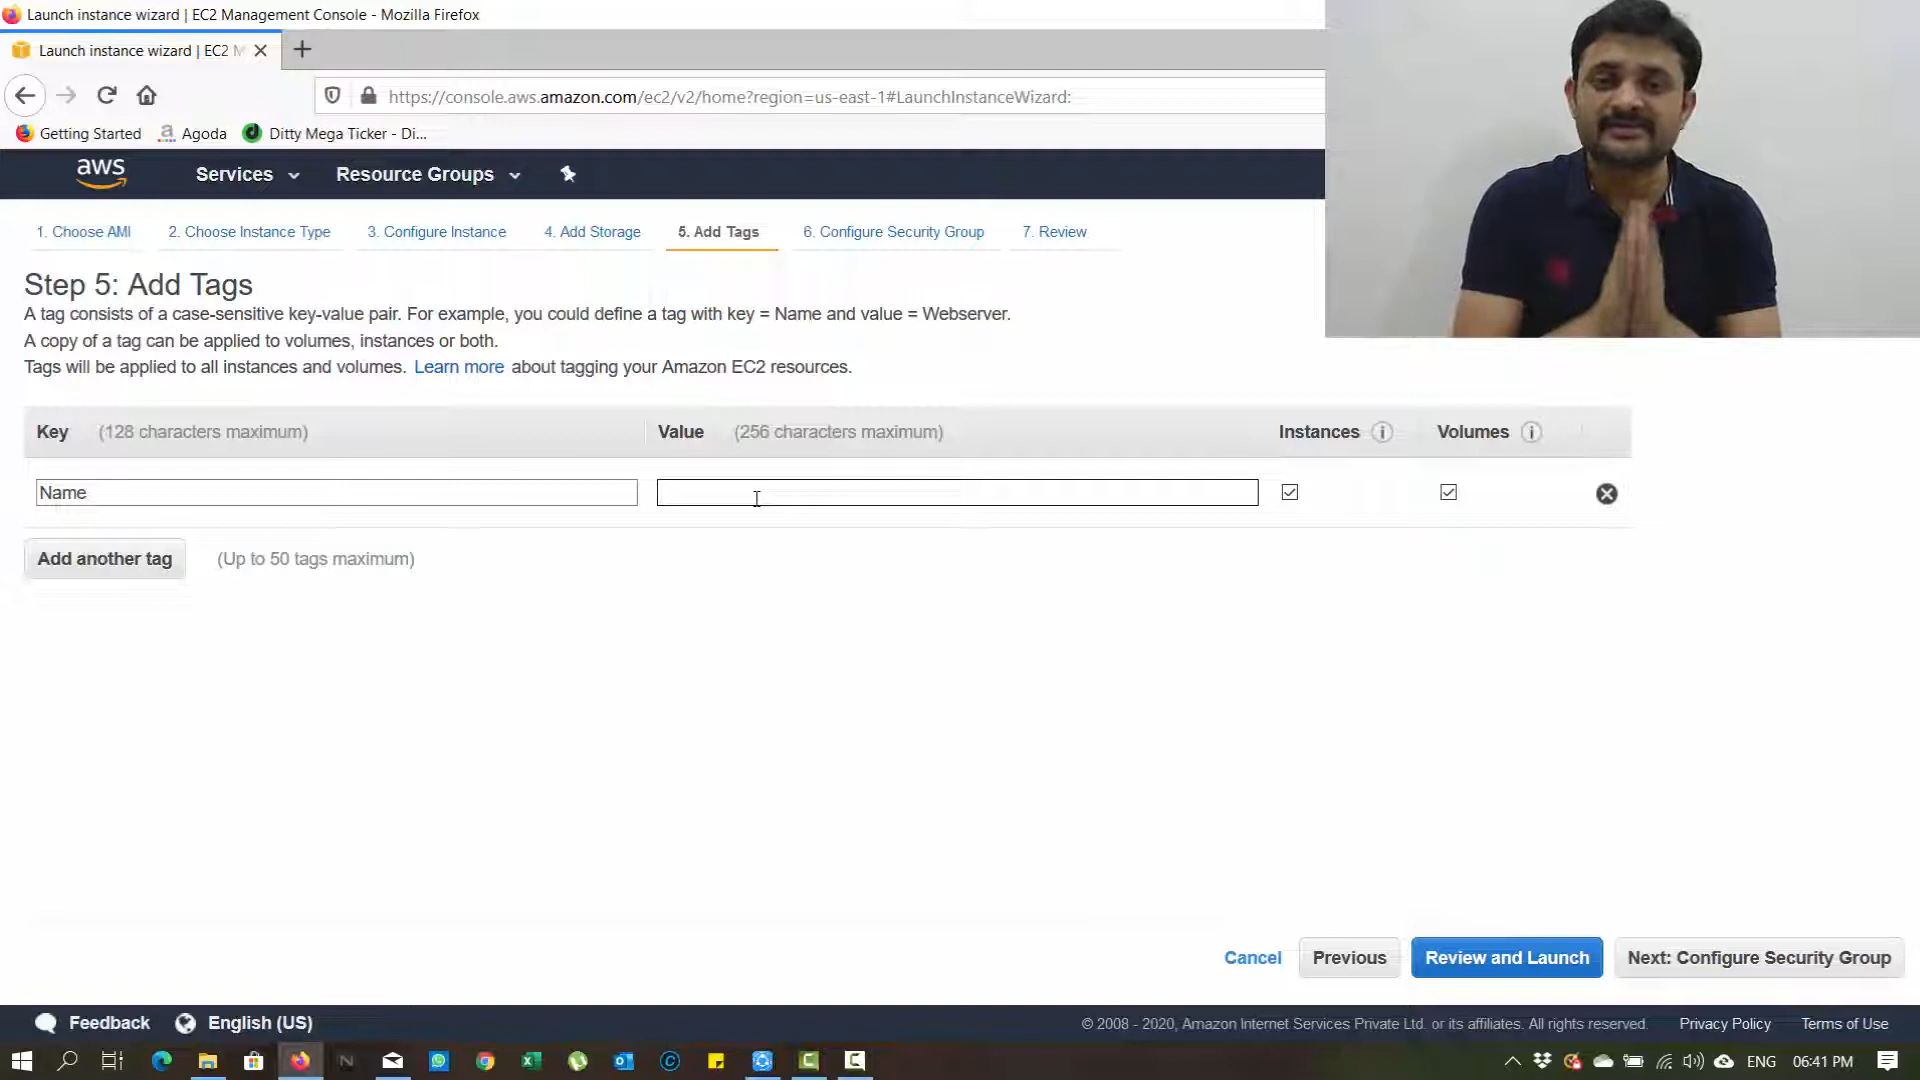 Launch instance wizard | EC2 Management Console - Mozilla Firefox
Launch instance wizard | EC2 M
https://console.aws.amazon.com/ec2/v2/home?region=us-east-1#LaunchInstanceWizard:
Getting Started Agoda Ditty Mega Ticker - Di...
aws Services Resource Groups
1. Choose AMI 2. Choose Instance Type 3. Configure Instance 4. Add Storage 5. Add Tags 6. Configure Security Group 7. Review
Step 5: Add Tags
A tag consists of a case-sensitive key-value pair. For example, you could define a tag with key = Name and value = Webserver.
A copy of a tag can be applied to volumes, instances or both.
Tags will be applied to all instances and volumes. Learn more about tagging your Amazon EC2 resources.
Key (128 characters maximum) Value (256 characters maximum) Instances Volumes
Name
Add another tag (Up to 50 tags maximum)
Cancel Previous Review and Launch Next: Configure Security Group
Feedback English (US) © 2008 - 2020, Amazon Internet Services Private Ltd. or its affiliates. All rights reserved. Privacy Policy Terms of Use
ENG 06:41 PM